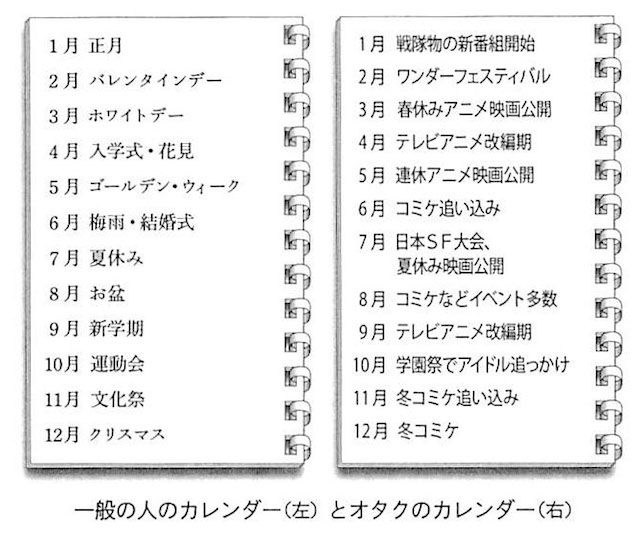 1月 正月
2月 バレンタインデー
3月 ホワイトデー
4月 入学式・花見
5月 ゴールデン・ウィーク
6月 梅雨・結婚式
7月 夏休み
8月 お盆
9月 新学期
10月 運動会
11月 文化祭
12月 クリスマス
1月 戦隊物の新番組開始
2月 ワンダーフェスティバル
3月 春休みアニメ映画公開
4月 テレビアニメ改編期
5月 連休アニメ映画公開
6月 コミケ追い込み
7月 日本SF大会、
夏休み映画公開
8月 コミケなどイベント多数
9月 テレビアニメ改編期
10月 学園祭でアイドル追っかけ
11月 冬コミケ追い込み
12月 冬コミケ
一般の人のカレンダー(左)とオタクのカレンダー(右)